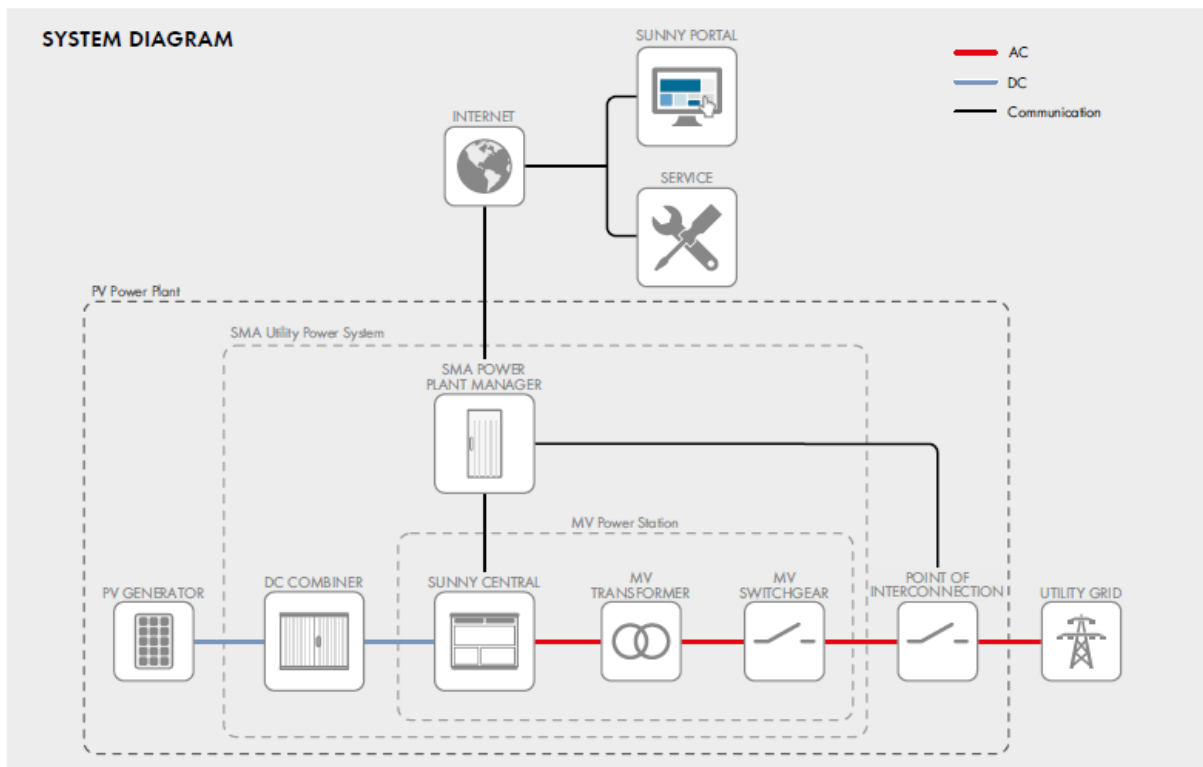 SYSTEM DIAGRAM
SUNNY PORTAL
AC
DC
Communication
INTERNET
SERVICE
PV Power Plant
SMA Utility Power System
SMA POWER
PLANT MANAGER
MV Power Station
PV GENERATOR
DC COMBINER
SUNNY CENTRAL
MV
TRANSFORMER
MV
SWITCHGEAR
POINT OF
INTERCONNECTION
UTILITY GRID